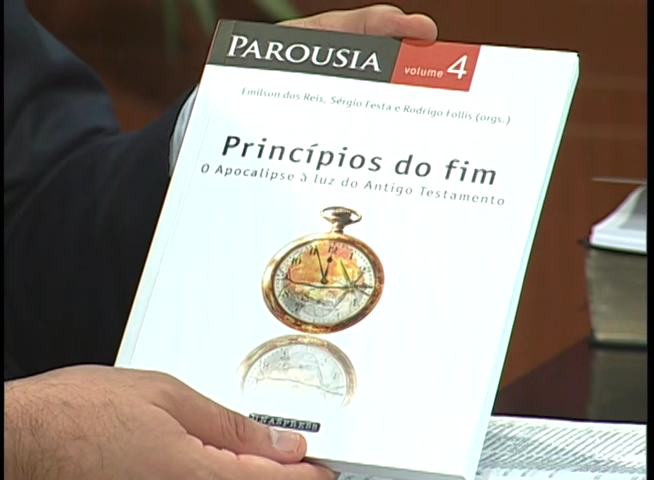 PAROUSIA volume 4
Emilson dos Reis, Sérgio Festa e Rodrigo Follis (orgs.)
Princípios do fim
O Apocalipse à luz do Antigo Testamento
UNASPRESS